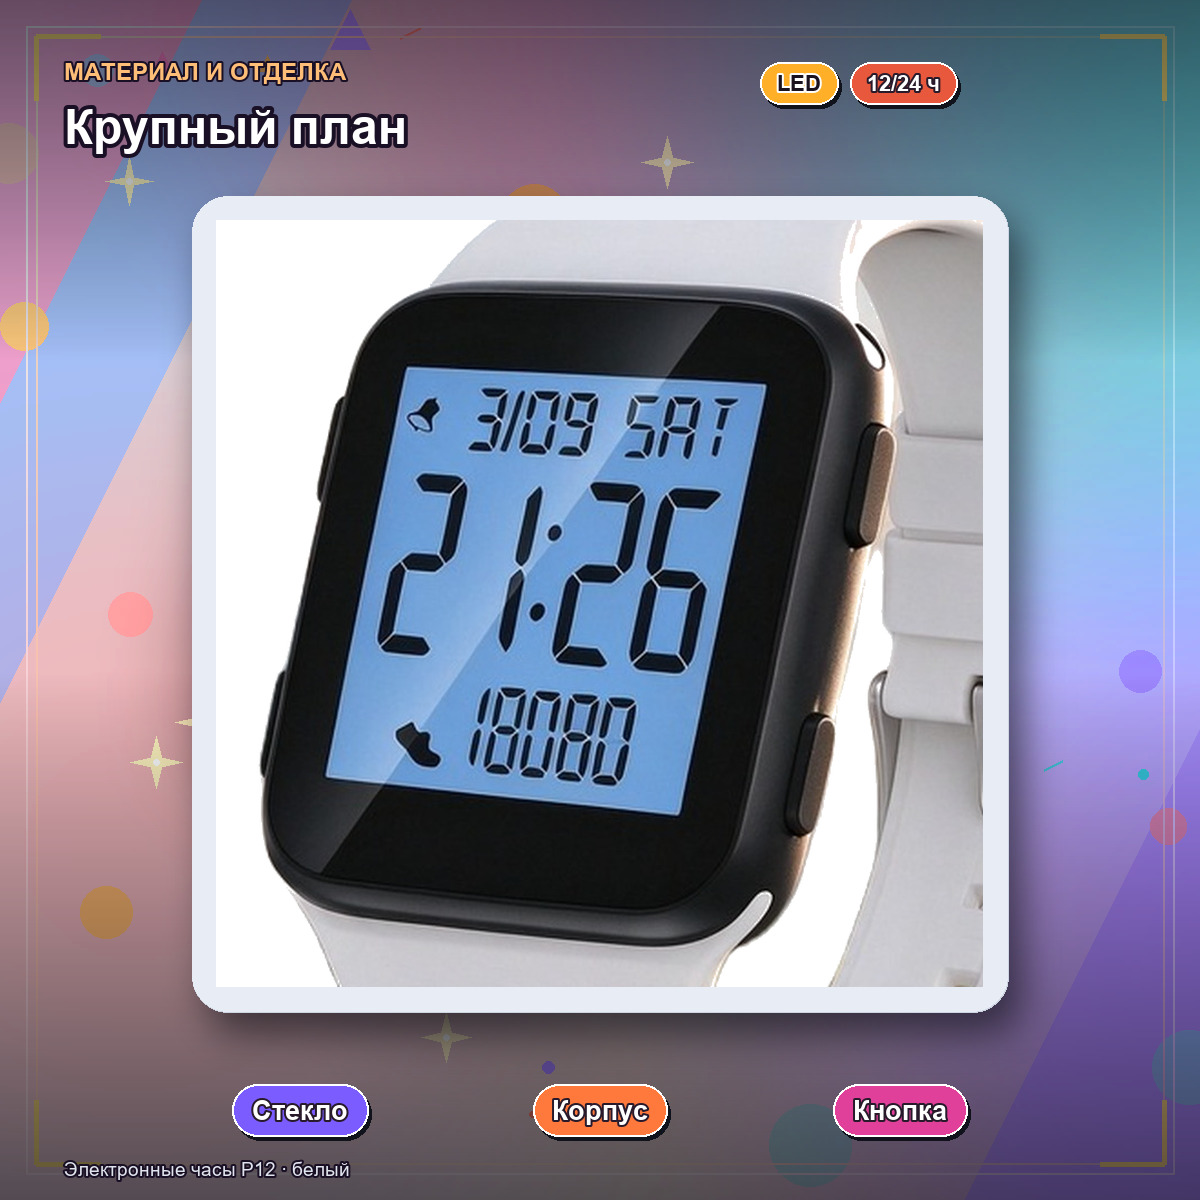 МАТЕРИАЛ И ОТДЕЛКА
Крупный план
LED
12/24 ч
3/09 SAT
21:26
18080
Стекло
Корпус
Кнопка
Электронные часы P12 · белый